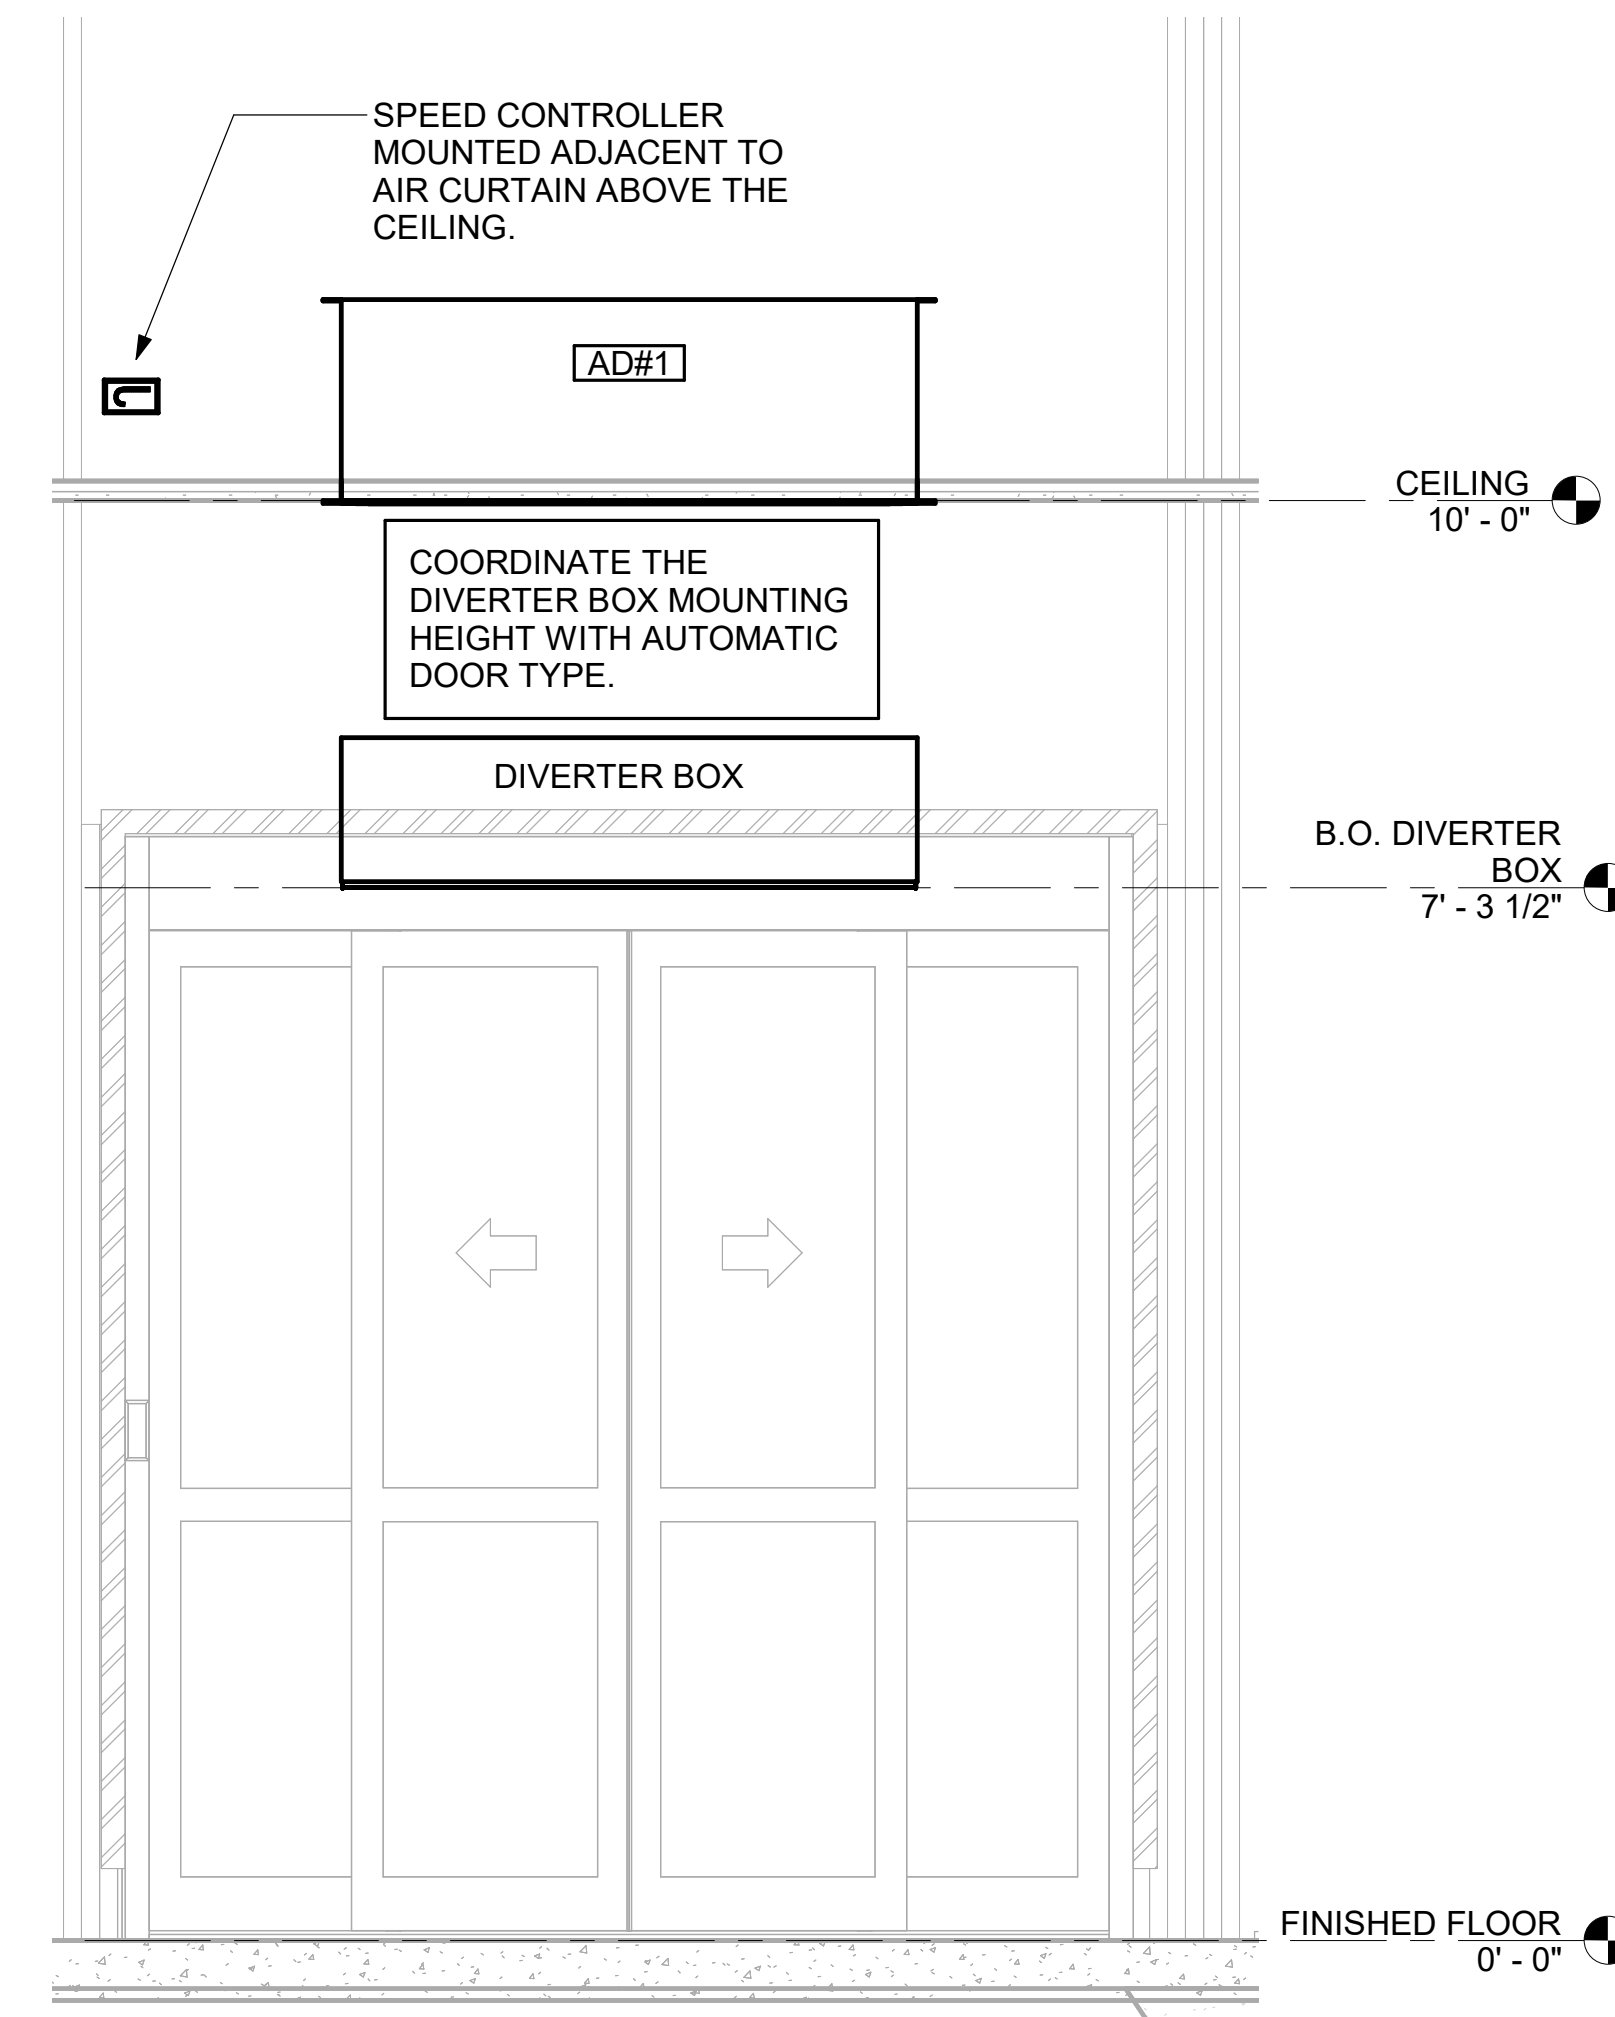 SPEED CONTROLLER
MOUNTED ADJACENT TO
AIR CURTAIN ABOVE THE
CEILING.
AD#1
CEILING
10' - 0"
COORDINATE THE
DIVERTER BOX MOUNTING
HEIGHT WITH AUTOMATIC
DOOR TYPE.
DIVERTER BOX
B.O. DIVERTER
BOX
7' - 3 1/2"
FINISHED FLOOR
0' - 0"